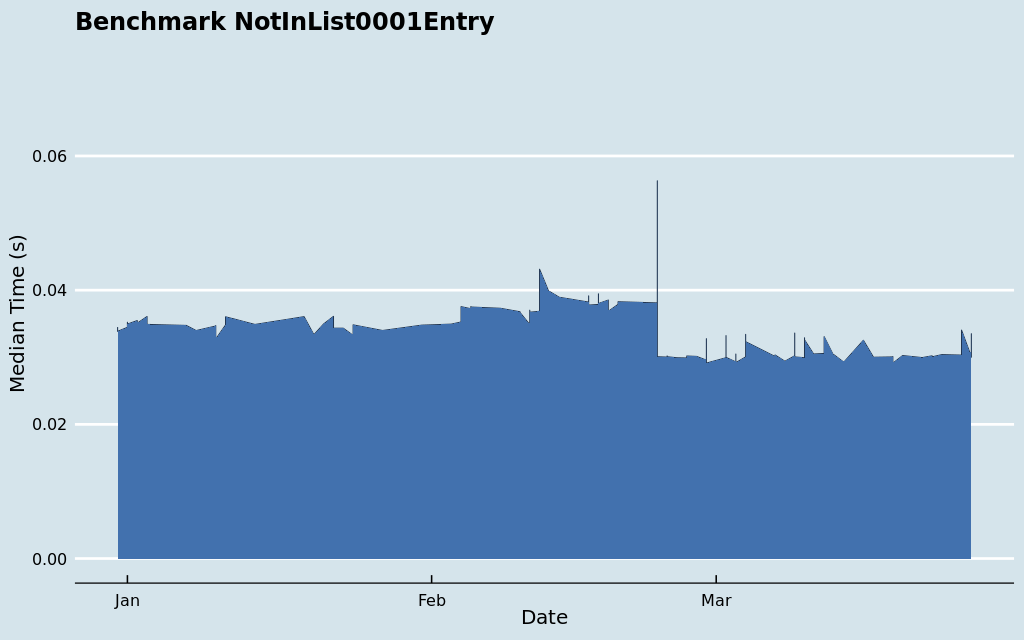 Benchmark NotInList0001Entry
0.06
0.04
0.02
0.00
Median Time (s)
Jan
Feb
Mar
Date